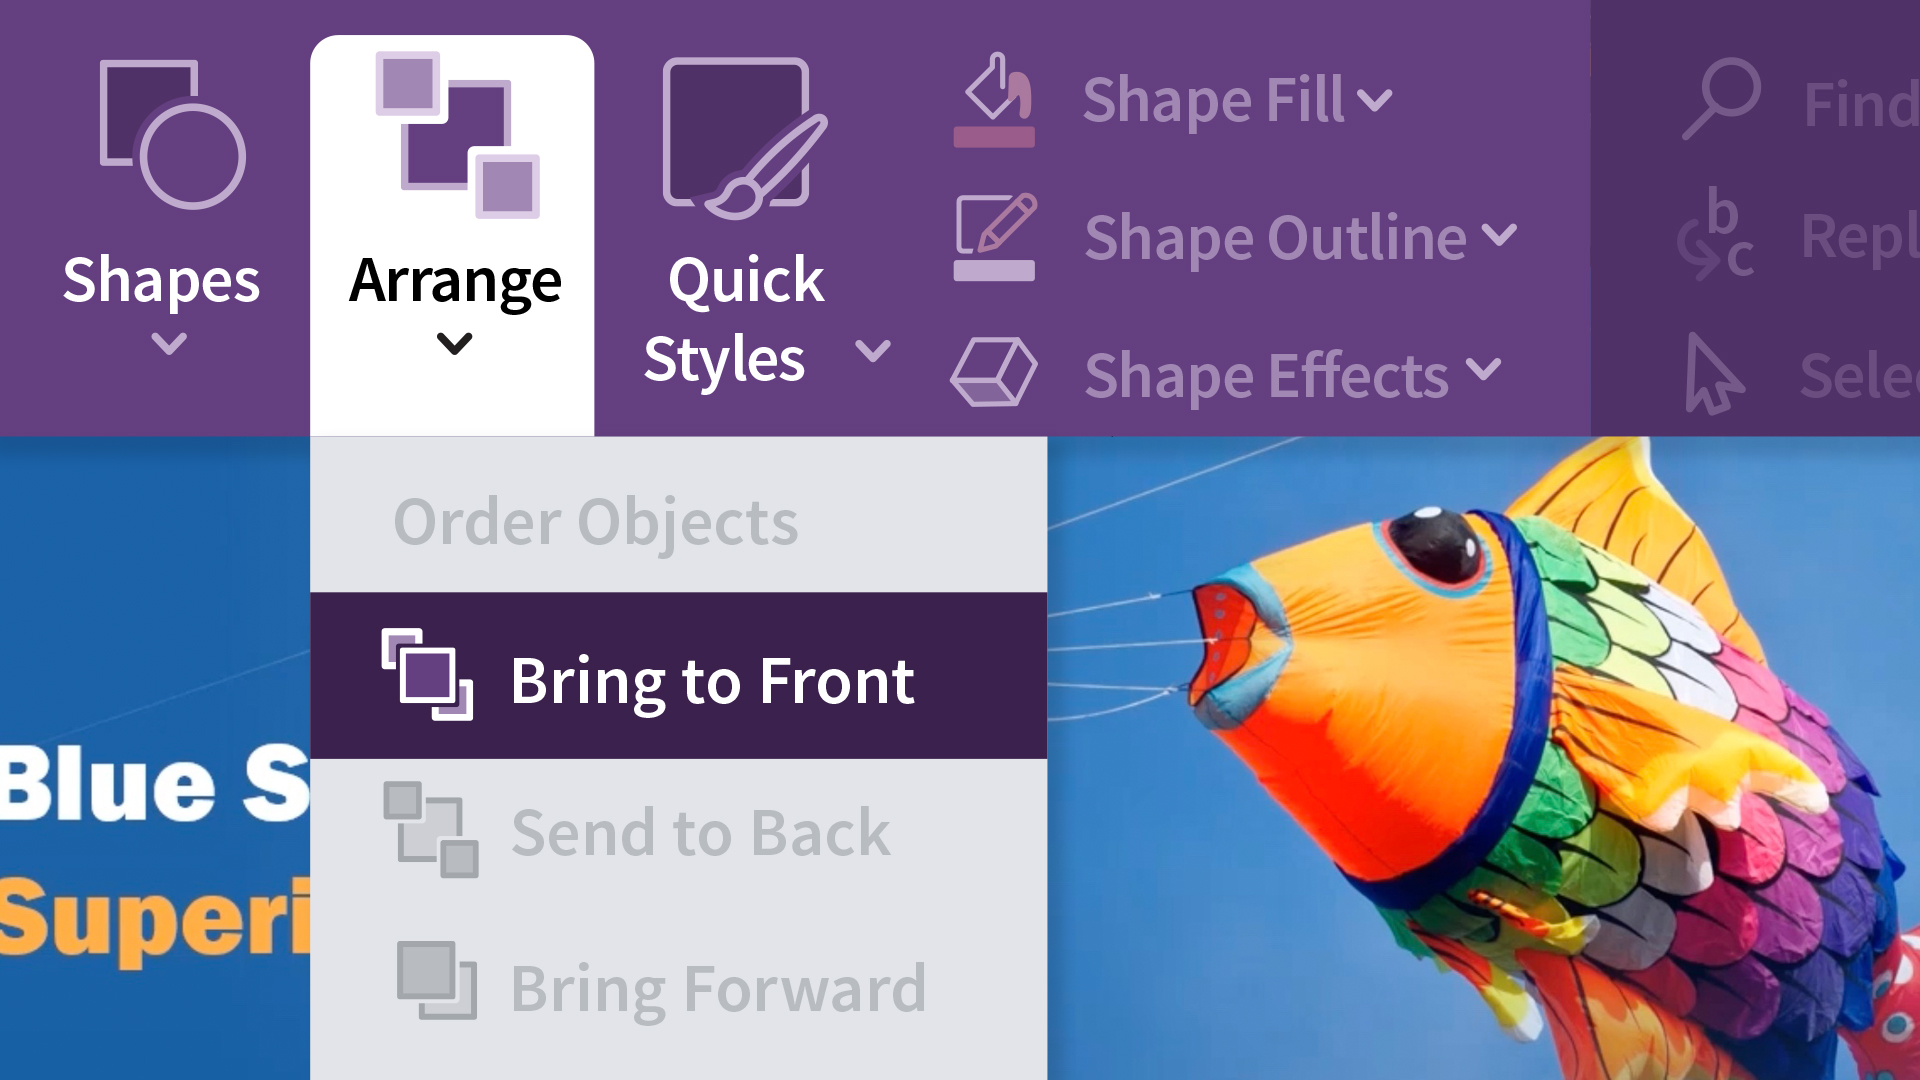 Shapes
Arrange
Quick
Styles
Shape Fill
Shape Outline
Shape Effects
Find
b
c
Repl
Selec
Order Objects
Bring to Front
Send to Back
Bring Forward
Blue S
Superi